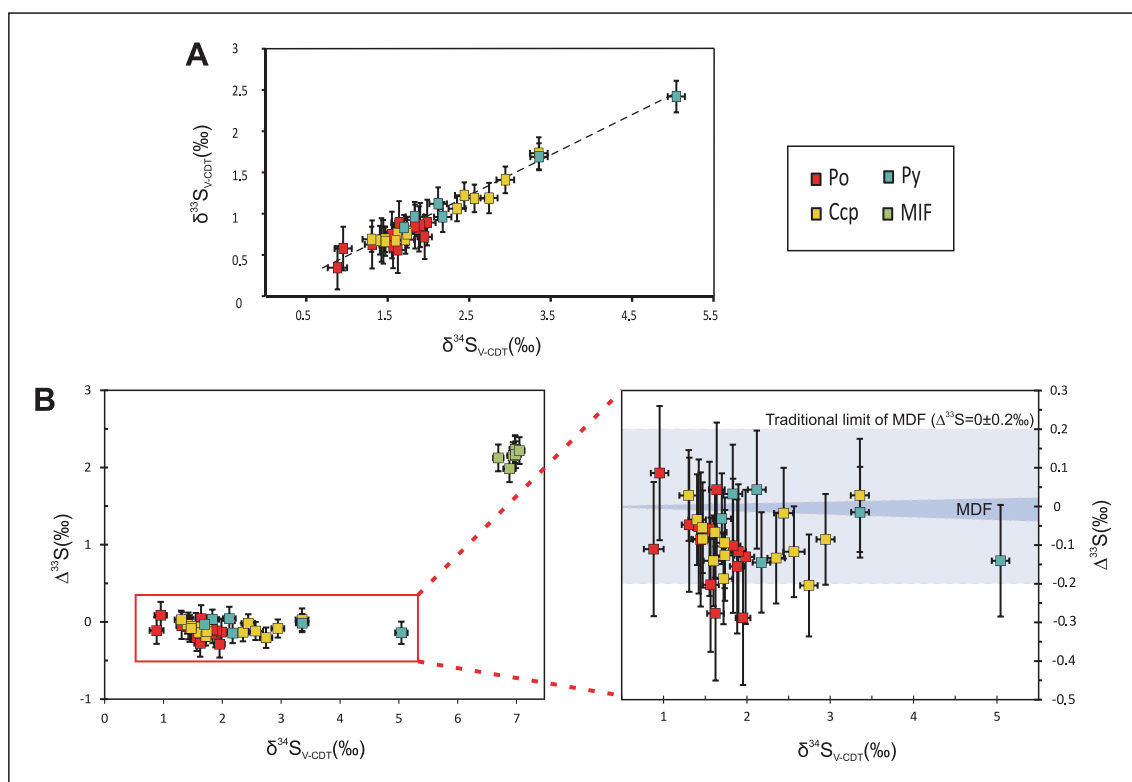 A
3
2.5
2
1.5
1
0.5
0
δ³³S V-CDT(‰)
0.5 1.5 2.5 3.5 4.5 5.5
δ³⁴S V-CDT(‰)
Po Py
Ccp MIF
B
3
2
1
0
-1
Δ³³S(‰)
0 1 2 3 4 5 6 7
δ³⁴S V-CDT(‰)
Traditional limit of MDF (Δ³³S=0±0.2‰)
MDF
0.3
0.2
0.1
0
-0.1
-0.2
-0.3
-0.4
-0.5
Δ³³S(‰)
1 2 3 4 5
δ³⁴S V-CDT(‰)